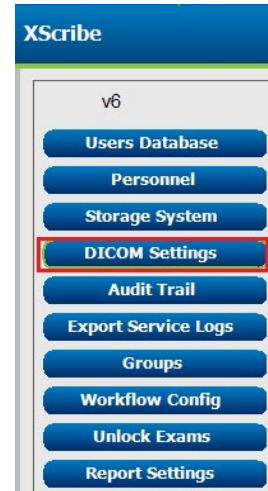 XScribe
v6
Users Database
Personnel
Storage System
DICOM Settings
Audit Trail
Export Service Logs
Groups
Workflow Config
Unlock Exams
Report Settings